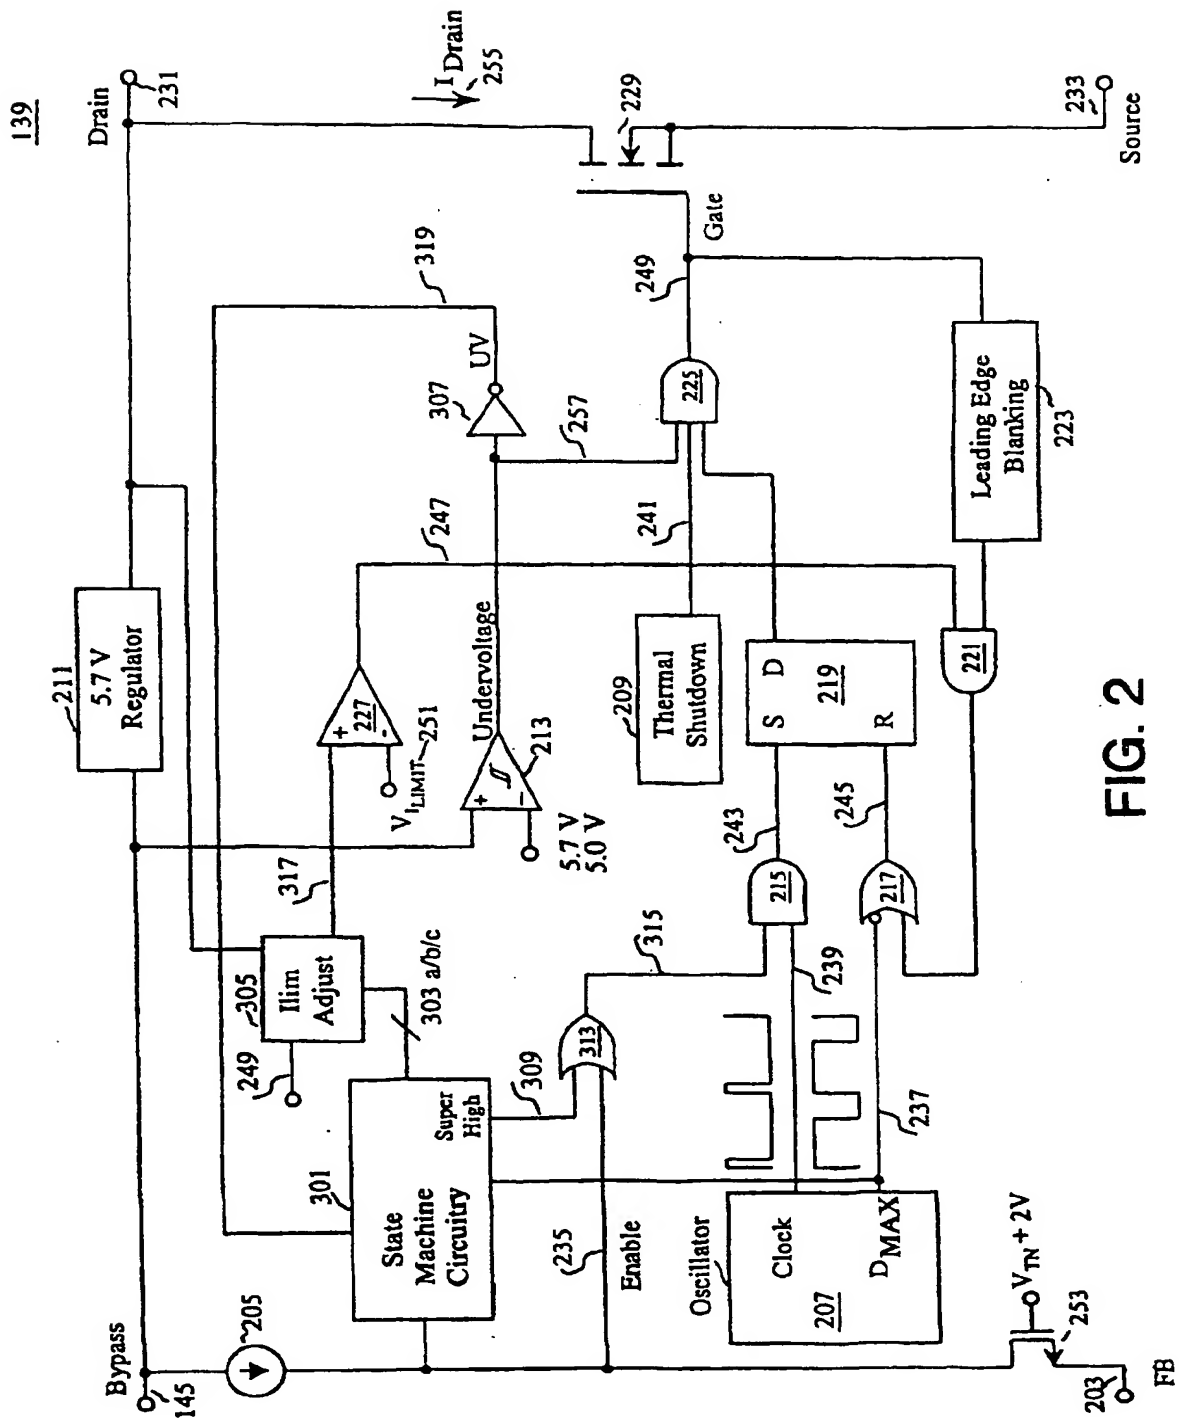 139
Bypass
145
205
211
5.7 V
Regulator
Drain
231
I Drain
255
249
305
Ilim
Adjust
317
303 a/b/c
301
State
Machine
Circuitry
Super
High
309
+
227
-
V ILIMIT 251
247
319
UV
307
257
Undervoltage
+
-
213
5.7 V
5.0 V
313
315
235
Enable
209
Thermal
Shutdown
241
225
249
Gate
229
233
Source
Oscillator
Clock
207
DMAX
239
237
215
243
217
245
S D
219
R
221
Leading Edge
Blanking
223
VTN + 2V
253
203
FB
FIG. 2